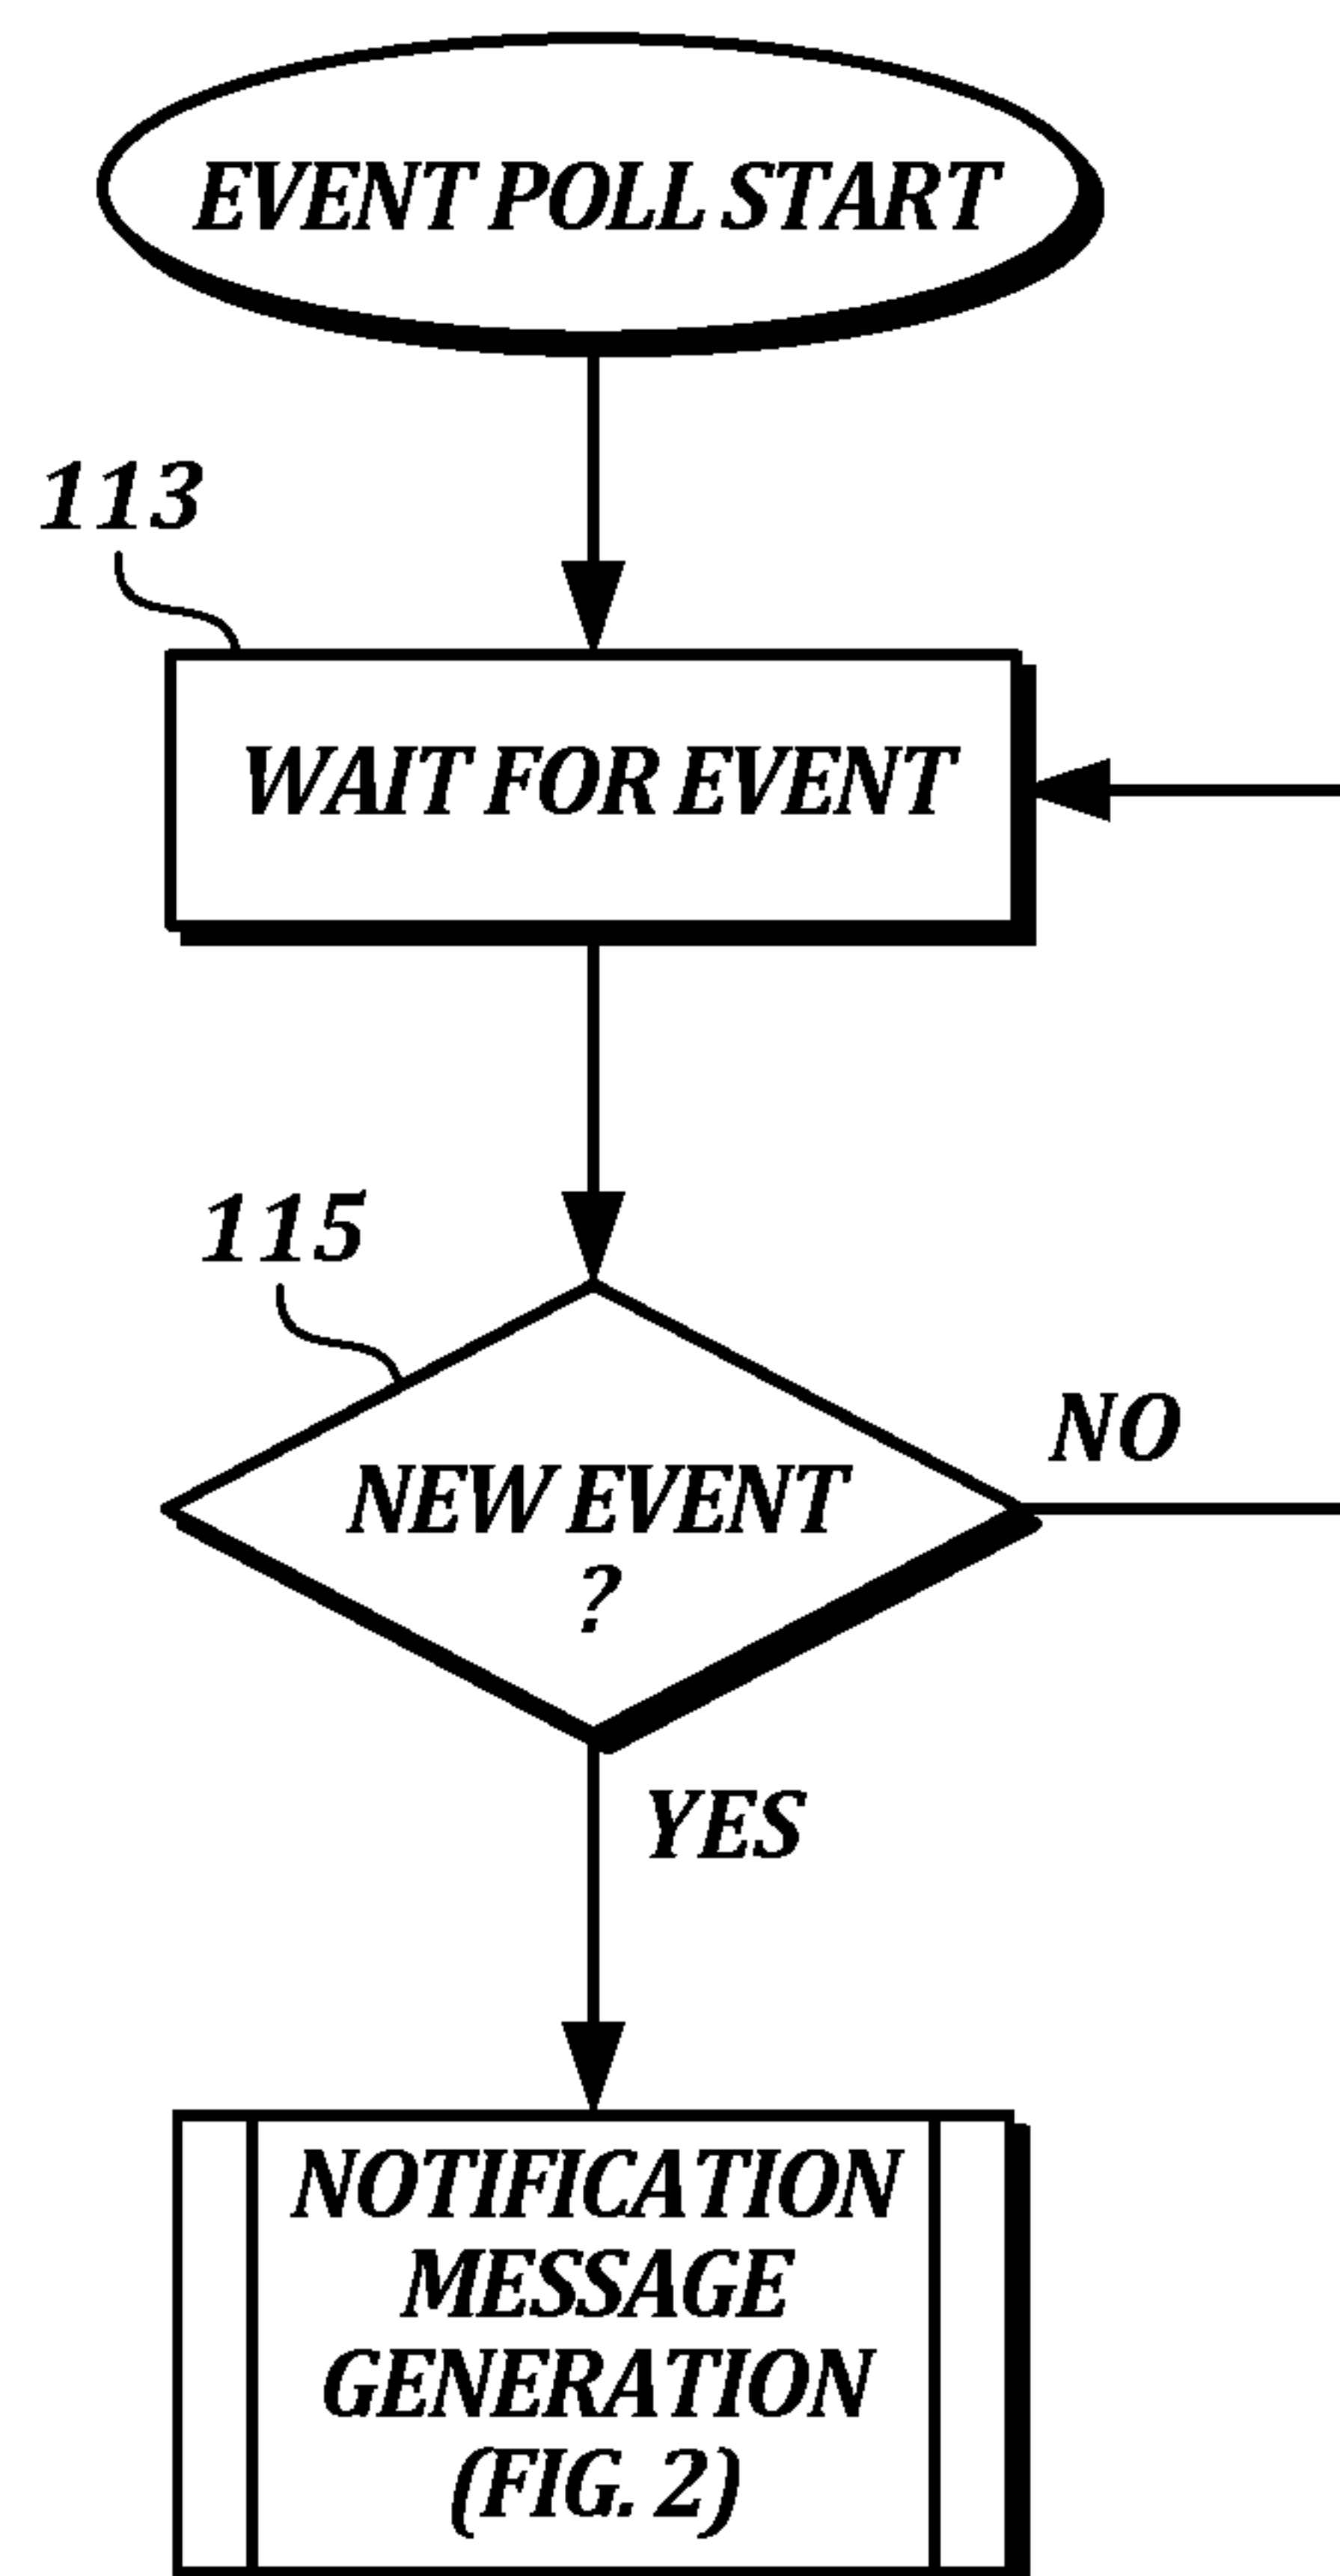 EVENT POLL START
113
WAIT FOR EVENT
115
NEW EVENT
?
NO
YES
NOTIFICATION
MESSAGE
GENERATION
(FIG. 2)